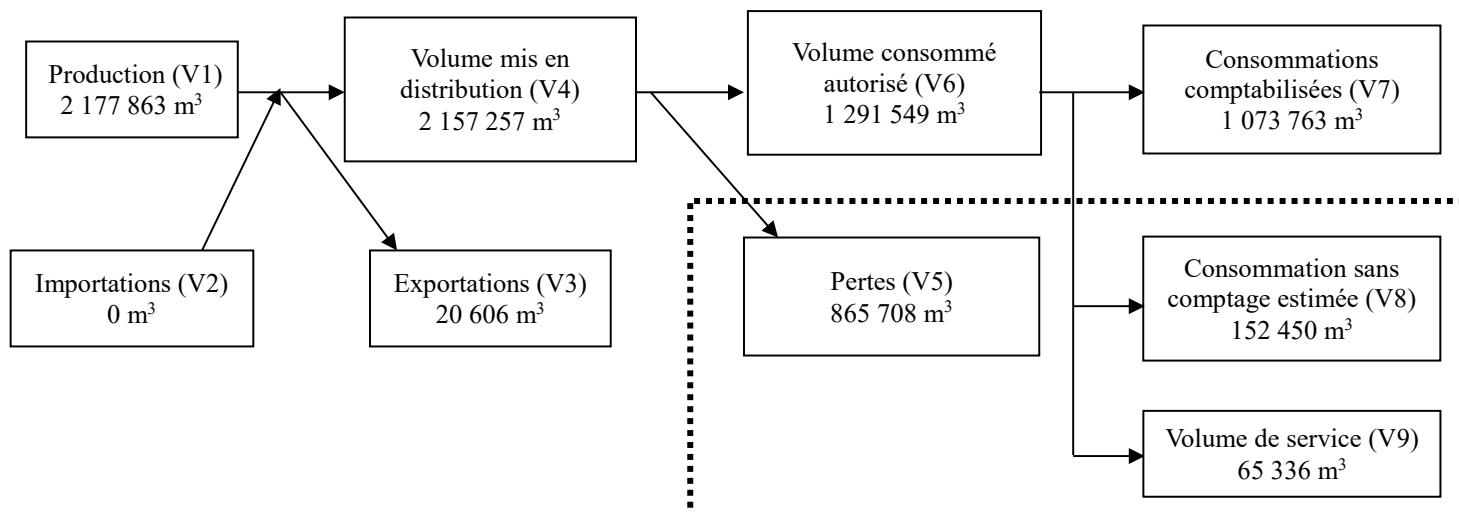 Production (V1)
2 177 863 m³
Volume mis en
distribution (V4)
2 157 257 m³
Volume consommé
autorisé (V6)
1 291 549 m³
Consommations
comptabilisées (V7)
1 073 763 m³
Importations (V2)
0 m³
Exportations (V3)
20 606 m³
Pertes (V5)
865 708 m³
Consommation sans
comptage estimée (V8)
152 450 m³
Volume de service (V9)
65 336 m³